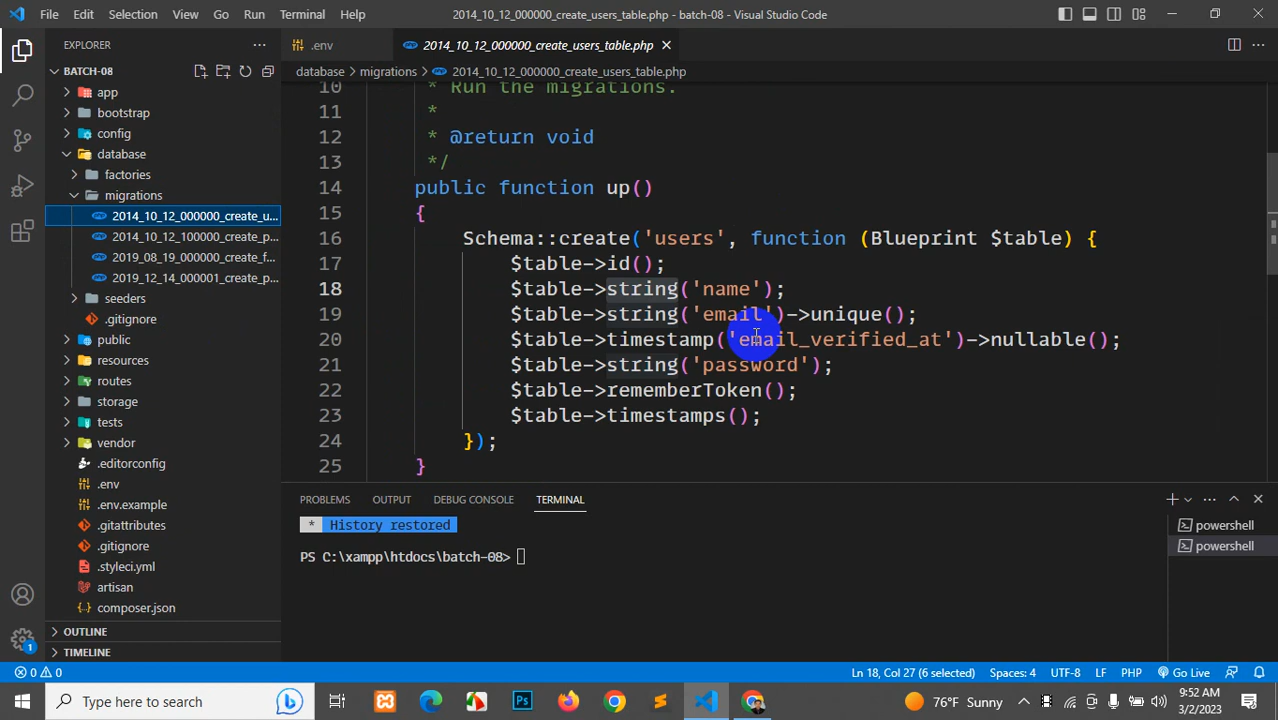 File Edit Selection View Go Run Terminal Help
2014_10_12_000000_create_users_table.php - batch-08 - Visual Studio Code
EXPLORER
BATCH-08
app
bootstrap
config
database
factories
migrations
2014_10_12_000000_create_u...
2014_10_12_100000_create_p...
2019_08_19_000000_create_f...
2019_12_14_000001_create_p...
seeders
.gitignore
public
resources
routes
storage
tests
vendor
.editorconfig
.env
.env.example
.gitattributes
.gitignore
.styleci.yml
artisan
composer.json
OUTLINE
TIMELINE
.env
2014_10_12_000000_create_users_table.php
database > migrations > 2014_10_12_000000_create_users_table.php
10 * Run the migrations.
11 *
12 * @return void
13 */
14 public function up()
15 {
16 Schema::create('users', function (Blueprint $table) {
17 $table->id();
18 $table->string('name');
19 $table->string('email')->unique();
20 $table->timestamp('email_verified_at')->nullable();
21 $table->string('password');
22 $table->rememberToken();
23 $table->timestamps();
24 });
25 }
PROBLEMS OUTPUT DEBUG CONSOLE TERMINAL
* History restored
PS C:\xampp\htdocs\batch-08>
powershell
powershell
1
0 0
Ln 18, Col 27 (6 selected) Spaces: 4 UTF-8 LF PHP Go Live
Type here to search
Ps
76°F Sunny
9:52 AM
3/2/2023